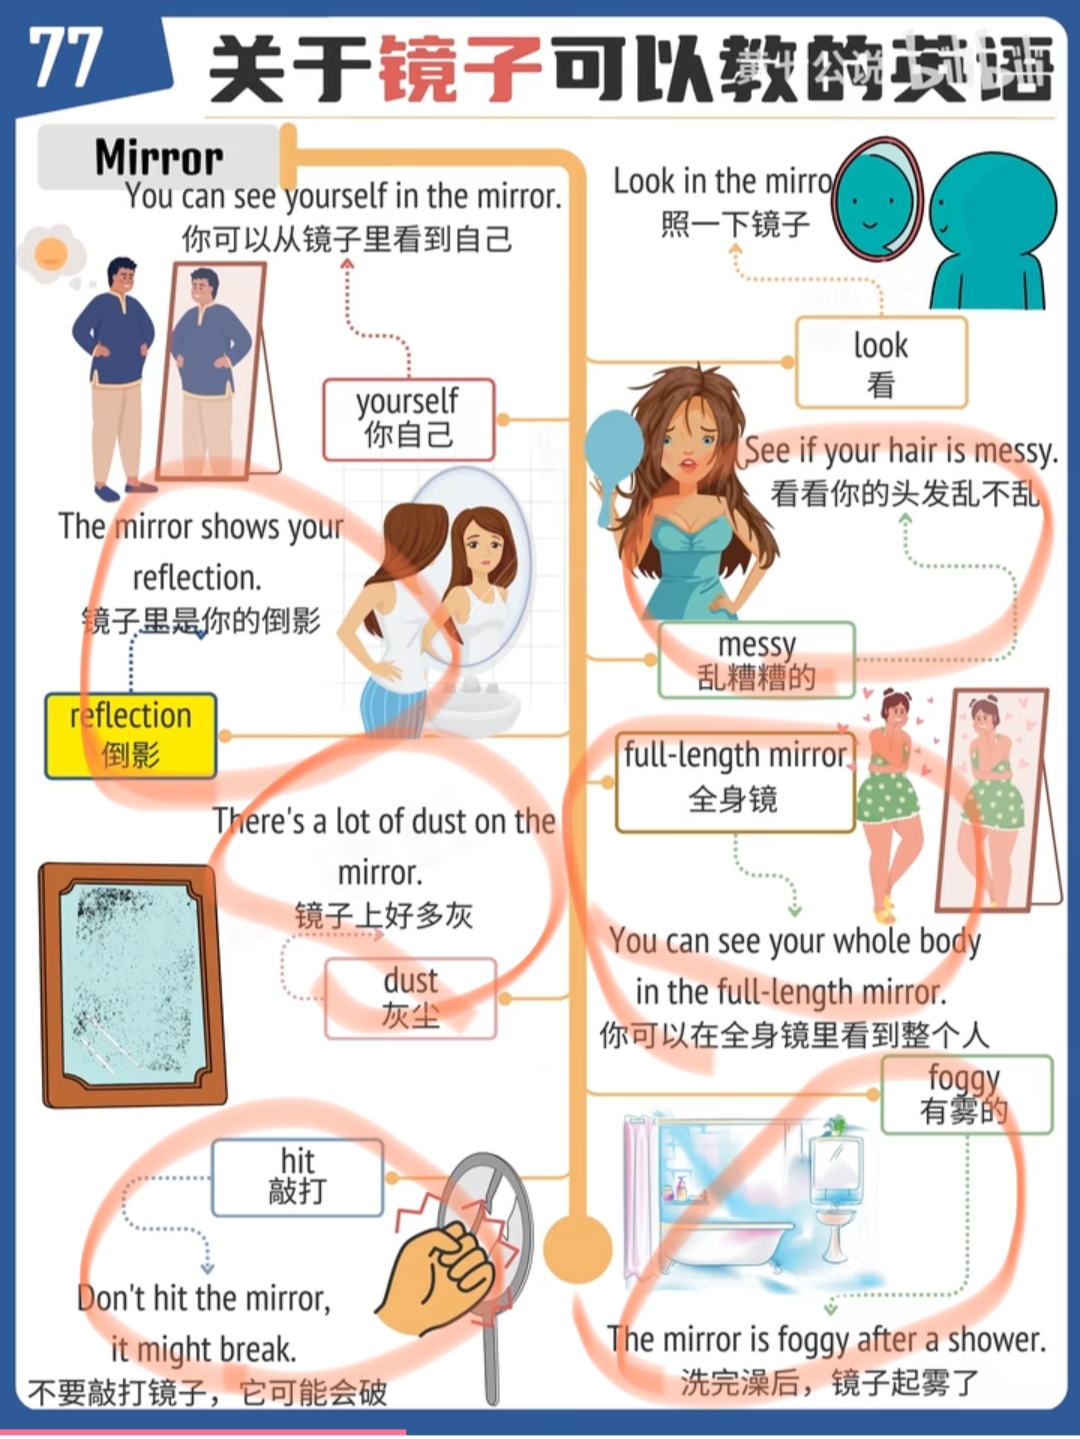 77
关于镜子可以教的英语
Mirror
You can see yourself in the mirror.
你可以从镜子里看到自己
yourself
你自己
Look in the mirro
照一下镜子
look
看
See if your hair is messy.
看看你的头发乱不乱
messy
乱糟糟的
The mirror shows your
reflection.
镜子里是你的倒影
reflection
倒影
full-length mirror
全身镜
You can see your whole body
in the full-length mirror.
你可以在全身镜里看到整个人
There's a lot of dust on the
mirror.
镜子上好多灰
dust
灰尘
foggy
有雾的
The mirror is foggy after a shower.
洗完澡后，镜子起雾了
hit
敲打
Don't hit the mirror,
it might break.
不要敲打镜子，它可能会破